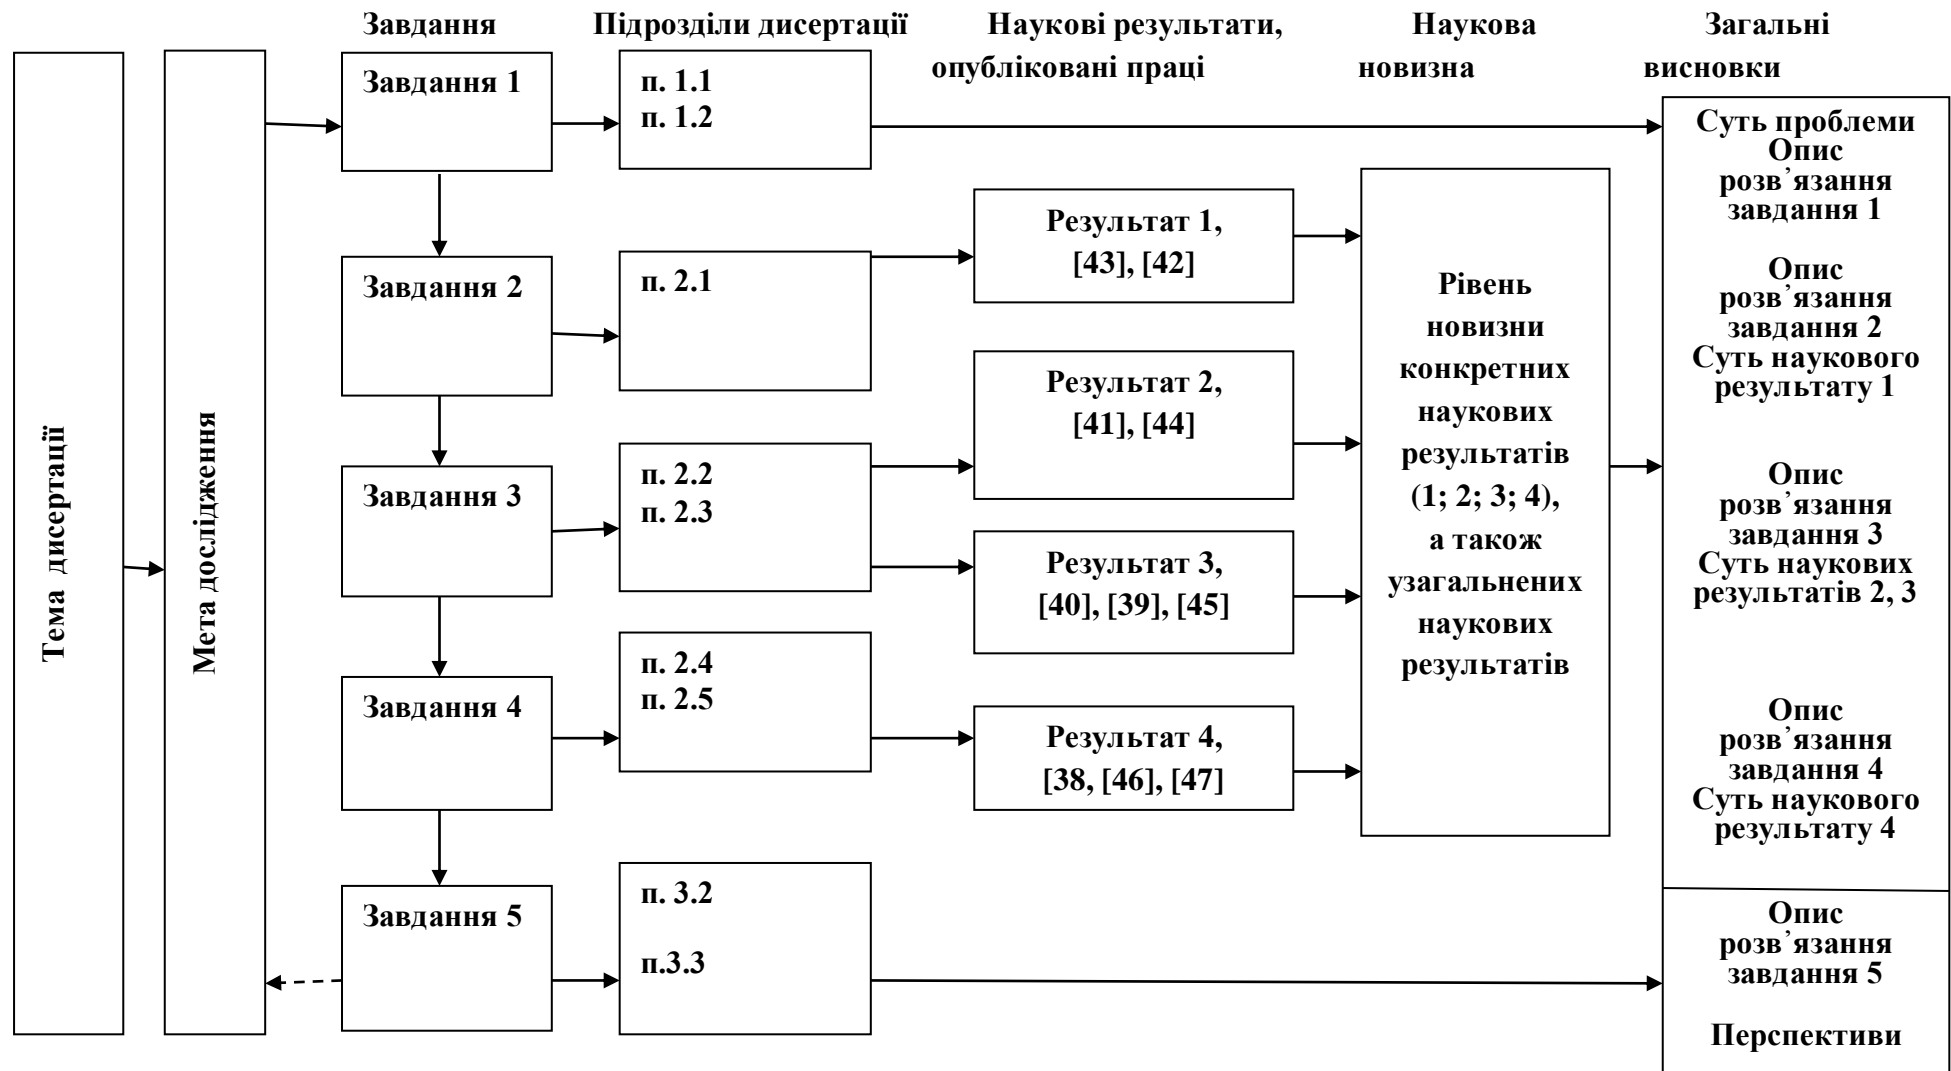 Завдання
Підрозділи дисертації
Наукові результати,
опубліковані праці
Наукова
новизна
Загальні
висновки
Тема дисертації
Мета дослідження
Завдання 1
Завдання 2
Завдання 3
Завдання 4
Завдання 5
п. 1.1
п. 1.2
п. 2.1
п. 2.2
п. 2.3
п. 2.4
п. 2.5
п. 3.2
п.3.3
Результат 1,
[43], [42]
Результат 2,
[41], [44]
Результат 3,
[40], [39], [45]
Результат 4,
[38, [46], [47]
Рівень
новизни
конкретних
наукових
результатів
(1; 2; 3; 4),
а також
узагальнених
наукових
результатів
Суть проблеми
Опис
розв’язання
завдання 1
Опис
розв’язання
завдання 2
Суть наукового
результату 1
Опис
розв’язання
завдання 3
Суть наукових
результатів 2, 3
Опис
розв’язання
завдання 4
Суть наукового
результату 4
Опис
розв’язання
завдання 5
Перспективи